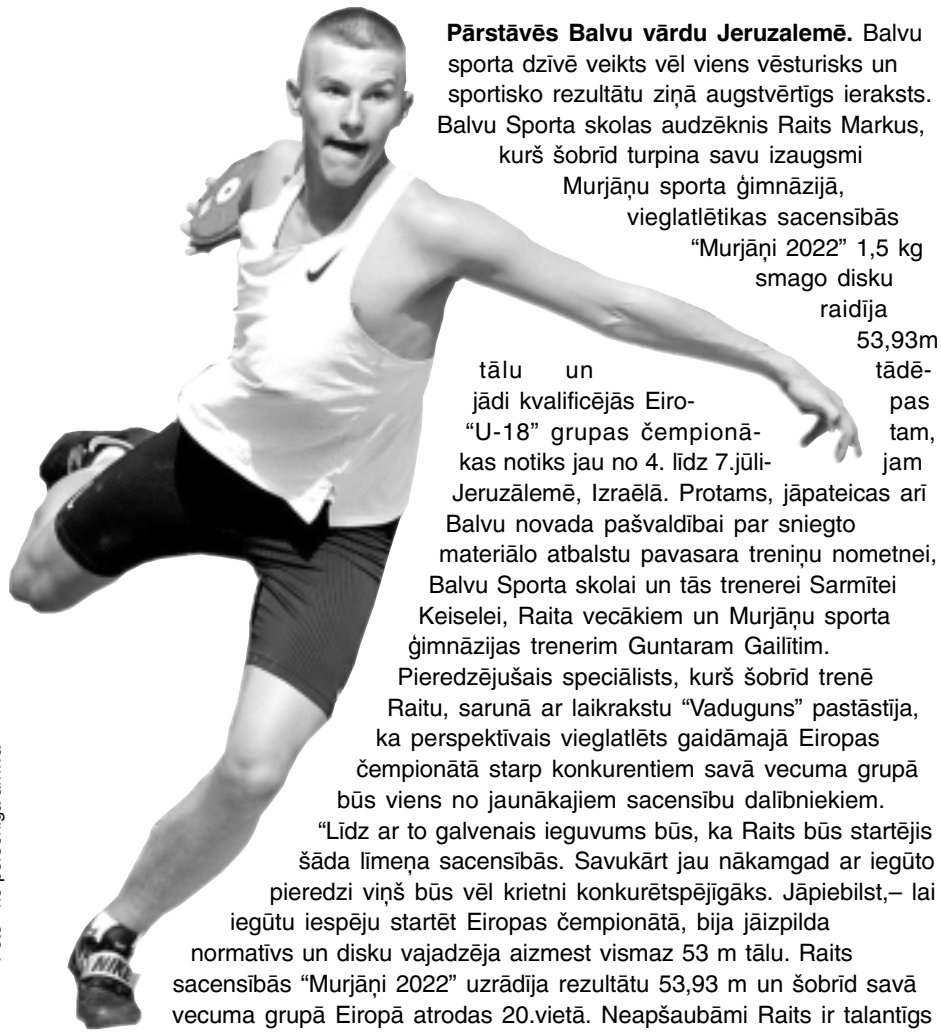 Pārstāvēs Balvu vārdu Jeruzalemē. Balvu
sporta dzīvē veikts vēl viens vēsturisks un
sportisko rezultātu ziņā augstvērtīgs ieraksts.
Balvu Sporta skolas audzēknis Raits Markus,
kurš šobrīd turpina savu izaugsmi
Murjāņu sporta ģimnāzijā,
vieglatlētikas sacensībās
“Murjāņi 2022” 1,5 kg
smago disku
raidīja
53,93m
tālu un tādē-
jādi kvalificējās Eiro- pas
“U-18” grupas čempionā- tam,
kas notiks jau no 4. līdz 7.jūli- jam
Jeruzālemē, Izraēlā. Protams, jāpateicas arī
Balvu novada pašvaldībai par sniegto
materiālo atbalstu pavasara treniņu nometnei,
Balvu Sporta skolai un tās trenerei Sarmītei
Keiselei, Raita vecākiem un Murjāņu sporta
ģimnāzijas trenerim Guntaram Gailītim.
Pieredzējušais speciālists, kurš šobrīd trenē
Raitu, sarunā ar laikrakstu “Vaduguns” pastāstīja,
ka perspektīvais vieglatlēts gaidāmajā Eiropas
čempionātā starp konkurentiem savā vecuma grupā
būs viens no jaunākajiem sacensību dalībniekiem.
“Līdz ar to galvenais ieguvums būs, ka Raits būs startējis
šāda līmeņa sacensībās. Savukārt jau nākamgad ar iegūto
pieredzi viņš būs vēl krietni konkurētspējīgāks. Jāpiebilst,– lai
iegūtu iespēju startēt Eiropas čempionātā, bija jāizpilda
normatīvs un disku vajadzēja aizmest vismaz 53 m tālu. Raits
sacensībās “Murjāņi 2022” uzrādīja rezultātu 53,93 m un šobrīd savā
vecuma grupā Eiropā atrodas 20.vietā. Neapšaubāmi Raits ir talantīgs
NIKE